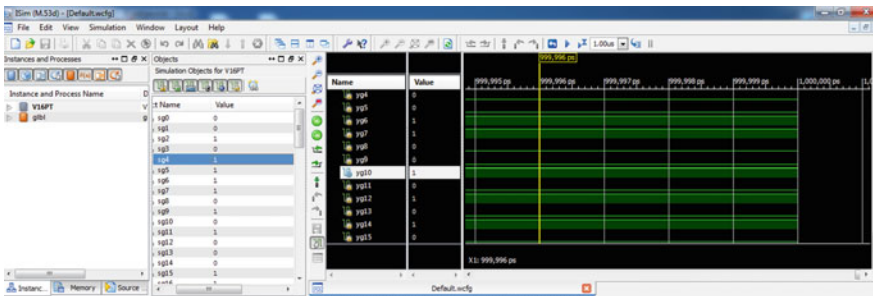 ISim (M.53d) - [Default.wcfg]
File Edit View Simulation Window Layout Help
1.00us
Instances and Processes
Instance and Process Name
D
V16PT
V
glbl
g
Objects
Simulation Objects for V16PT
:t Name Value
sg0 0
sg1 0
sg2 1
sg3 0
sg4 1
sg5 1
sg6 1
sg7 1
sg8 0
sg9 1
sg10 0
sg11 1
sg12 0
sg13 0
sg14 0
sg15 1
999,996 ps
Name Value
999,995 ps 999,996 ps 999,997 ps 999,998 ps 999,999 ps 1,000,000 ps
yg4 0
yg5 0
yg6 1
yg7 1
yg8 0
yg9 0
yg10 1
yg11 0
yg12 1
yg13 0
yg14 1
yg15 0
X1: 999,996 ps
Instanc... Memory Source
Default.wcfg